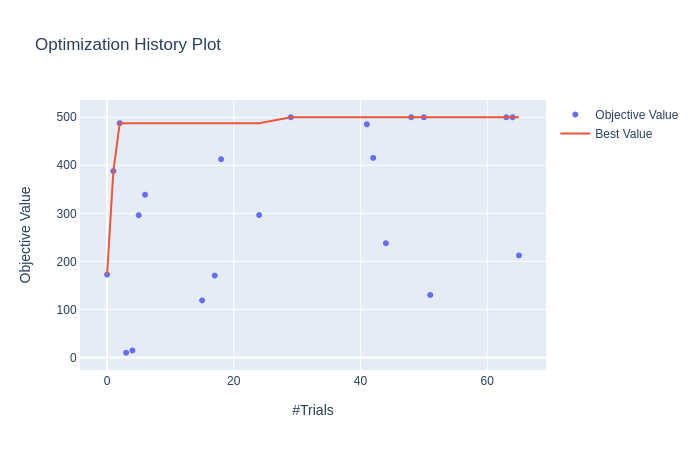 Optimization History Plot
Objective Value
Best Value
500
400
300
200
100
0
Objective Value
0
20
40
60
#Trials